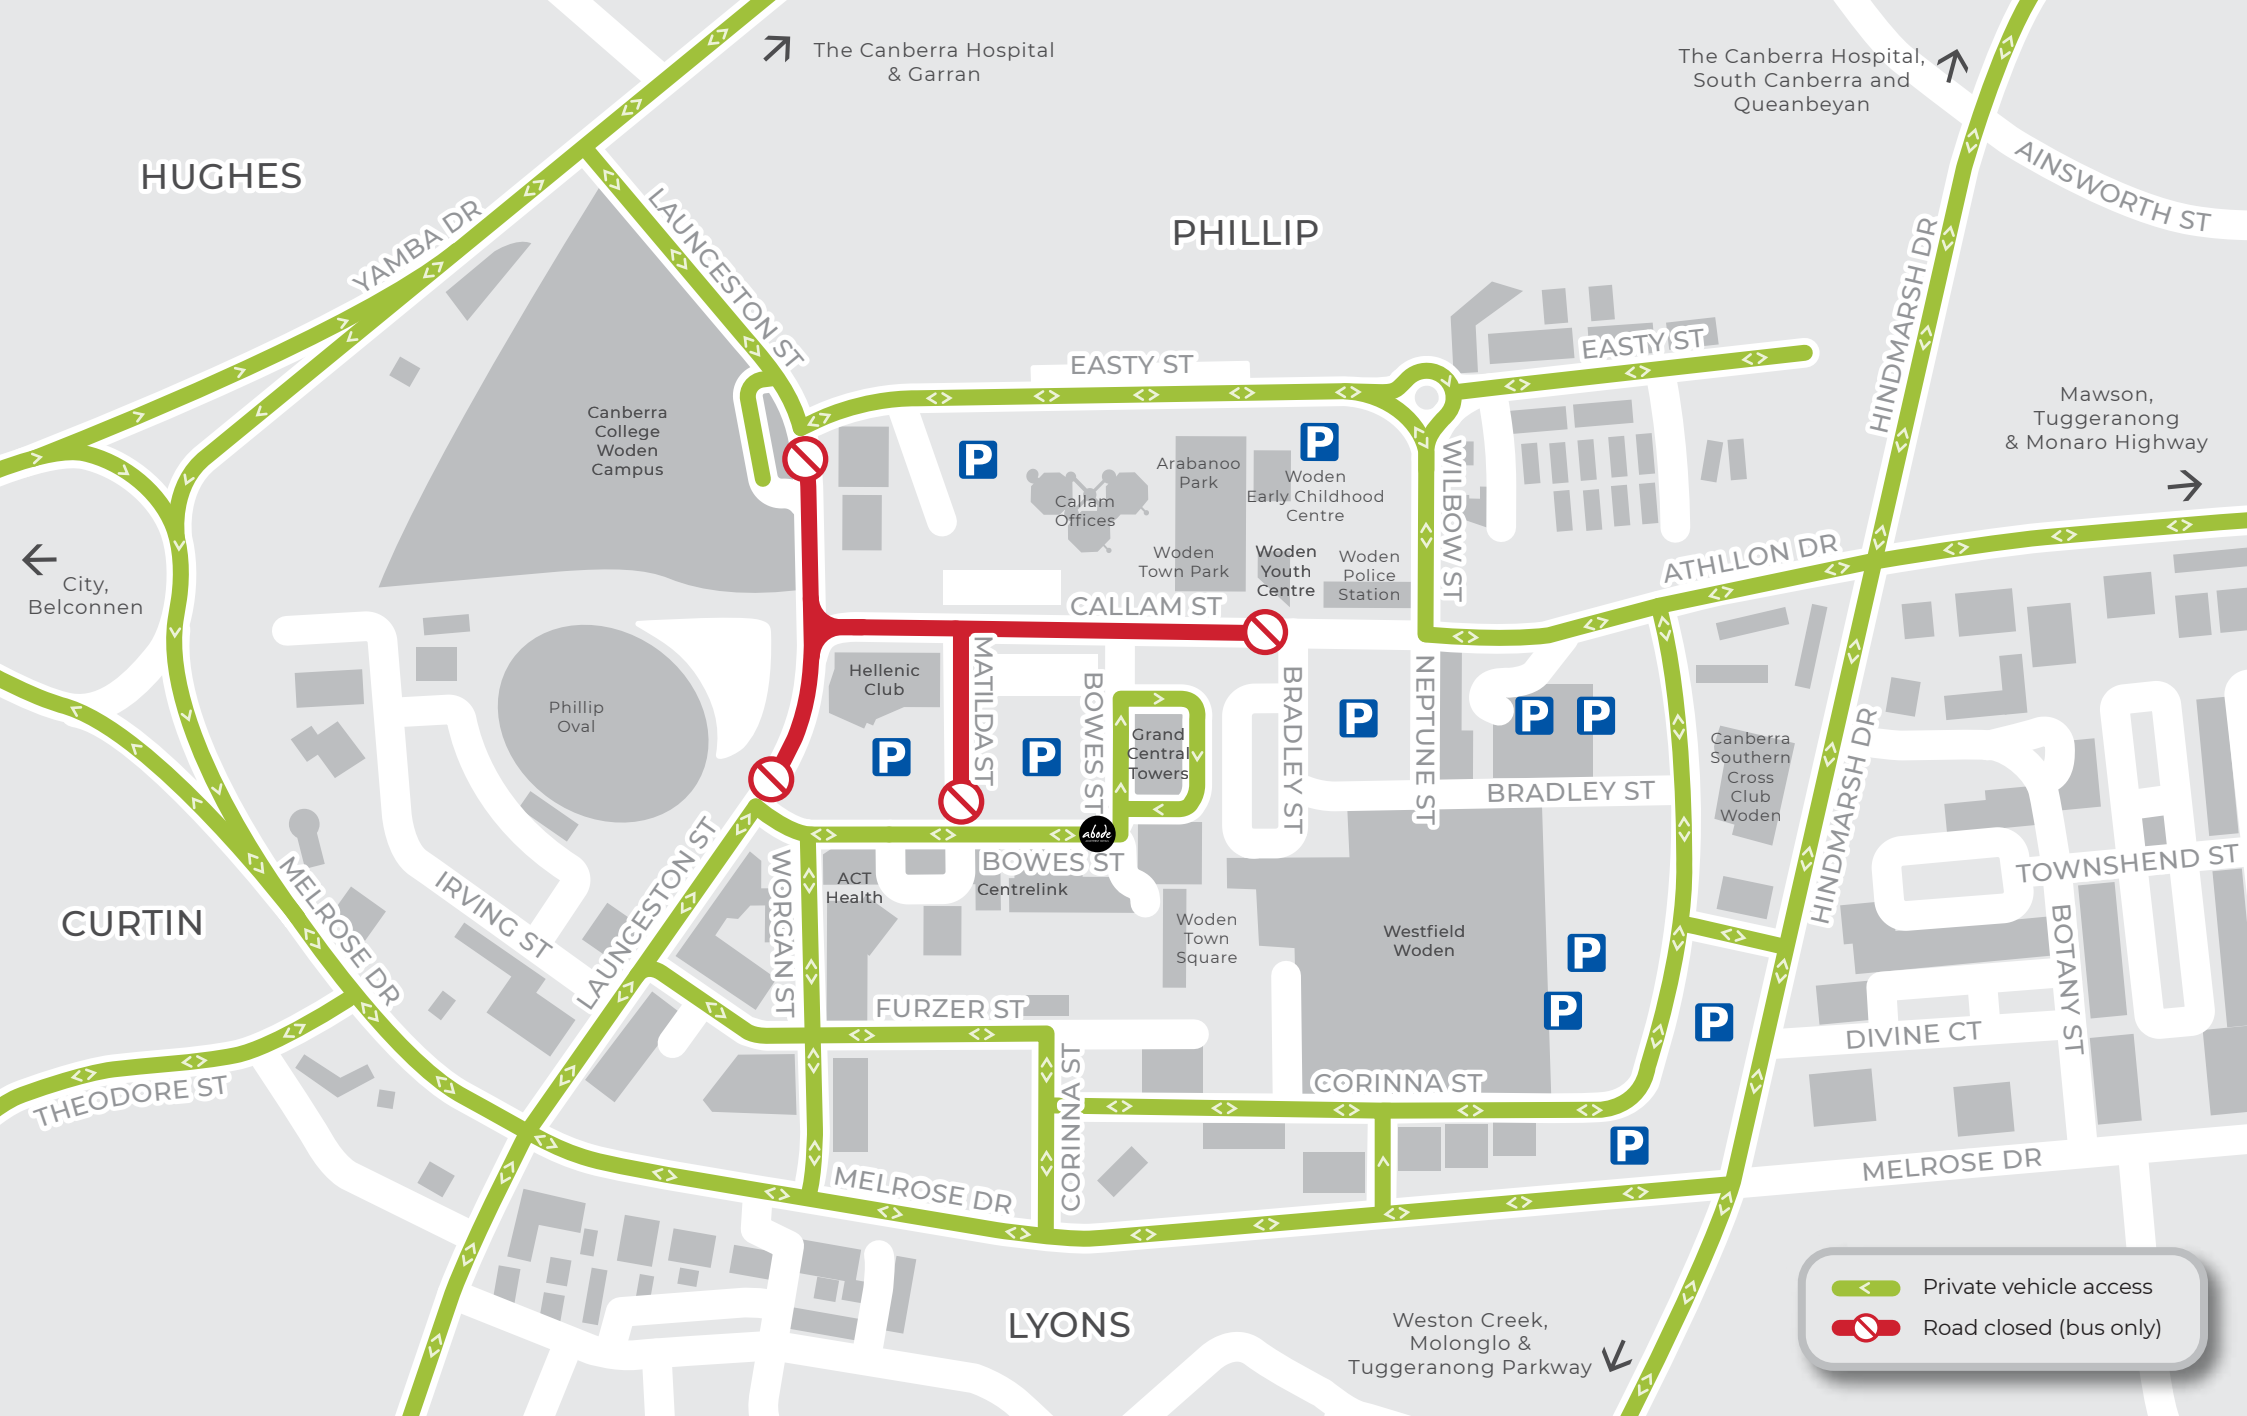 The Canberra Hospital
& Garran
The Canberra Hospital,
South Canberra and
Queanbeyan
HUGHES
PHILLIP
AINSWORTH ST
YAMBA DR
LAUNCESTON ST
HINDMARSH DR
EASTY ST
EASTY ST
Mawson,
Tuggeranong
& Monaro Highway
Canberra
College
Woden
Campus
P
P
Arabanoo
Park
Woden
Early Childhood
Centre
Callam
Offices
WILBOW ST
Woden
Town Park
Woden
Youth
Centre
Woden
Police
Station
ATHLLON DR
City,
Belconnen
CALLAM ST
Hellenic
Club
MATILDA ST
BOWES ST
BRADLEY ST
NEPTUNE ST
Phillip
Oval
P
P
P
P
P
Grand
Central
Towers
Canberra
Southern
Cross
Club
Woden
HINDMARSH DR
BRADLEY ST
abode
BOWES ST
ACT
Health
Centrelink
WORGAN ST
LAUNCESTON ST
IRVING ST
MELROSE DR
CURTIN
TOWNSHEND ST
BOTANY ST
Woden
Town
Square
Westfield
Woden
P
P
P
FURZER ST
DIVINE CT
THEODORE ST
CORINNA ST
CORINNA ST
P
MELROSE DR
MELROSE DR
LYONS
Weston Creek,
Molonglo &
Tuggeranong Parkway
Private vehicle access
Road closed (bus only)